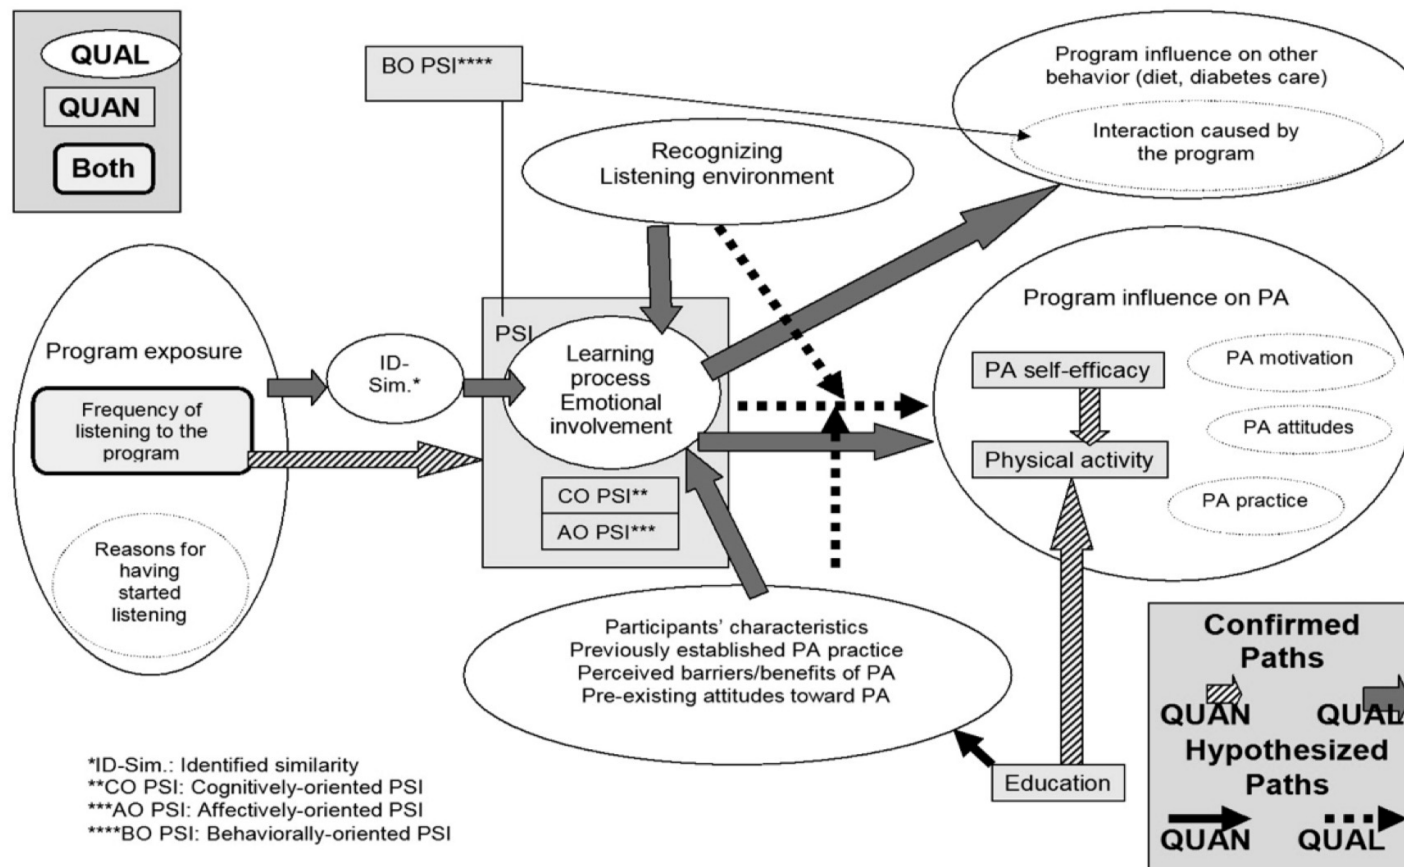 QUAL
QUAN
Both
BO PSI****
Program influence on other
behavior (diet, diabetes care)
Interaction caused by
the program
Recognizing
Listening environment
Program exposure
Frequency of
listening to the
program
Reasons for
having
started
listening
ID-
Sim.*
PSI
Learning
process
Emotional
involvement
CO PSI**
AO PSI***
Program influence on PA
PA self-efficacy
Physical activity
PA motivation
PA attitudes
PA practice
Participants’ characteristics
Previously established PA practice
Perceived barriers/benefits of PA
Pre-existing attitudes toward PA
Education
Confirmed
Paths
QUAN QUAL
Hypothesized
Paths
QUAN QUAL
*ID-Sim.: Identified similarity
**CO PSI: Cognitively-oriented PSI
***AO PSI: Affectively-oriented PSI
****BO PSI: Behaviorally-oriented PSI